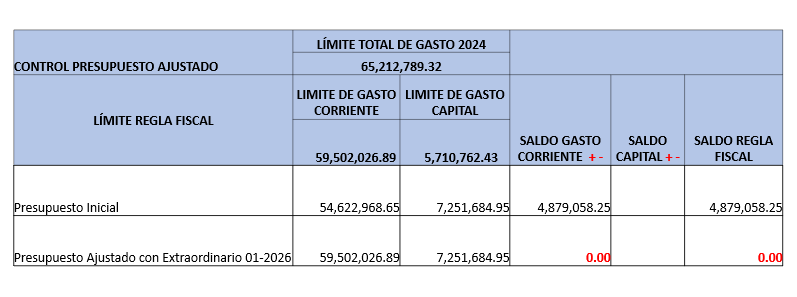 LÍMITE TOTAL DE GASTO 2024
CONTROL PRESUPUESTO AJUSTADO 65,212,789.32
LÍMITE REGLA FISCAL
LIMITE DE GASTO CORRIENTE
LIMITE DE GASTO CAPITAL
59,502,026.89 5,710,762.43
SALDO GASTO CORRIENTE + -
SALDO CAPITAL + -
SALDO REGLA FISCAL
Presupuesto Inicial 54,622,968.65 7,251,684.95 4,879,058.25 4,879,058.25
Presupuesto Ajustado con Extraordinario 01-2026 59,502,026.89 7,251,684.95 0.00 0.00